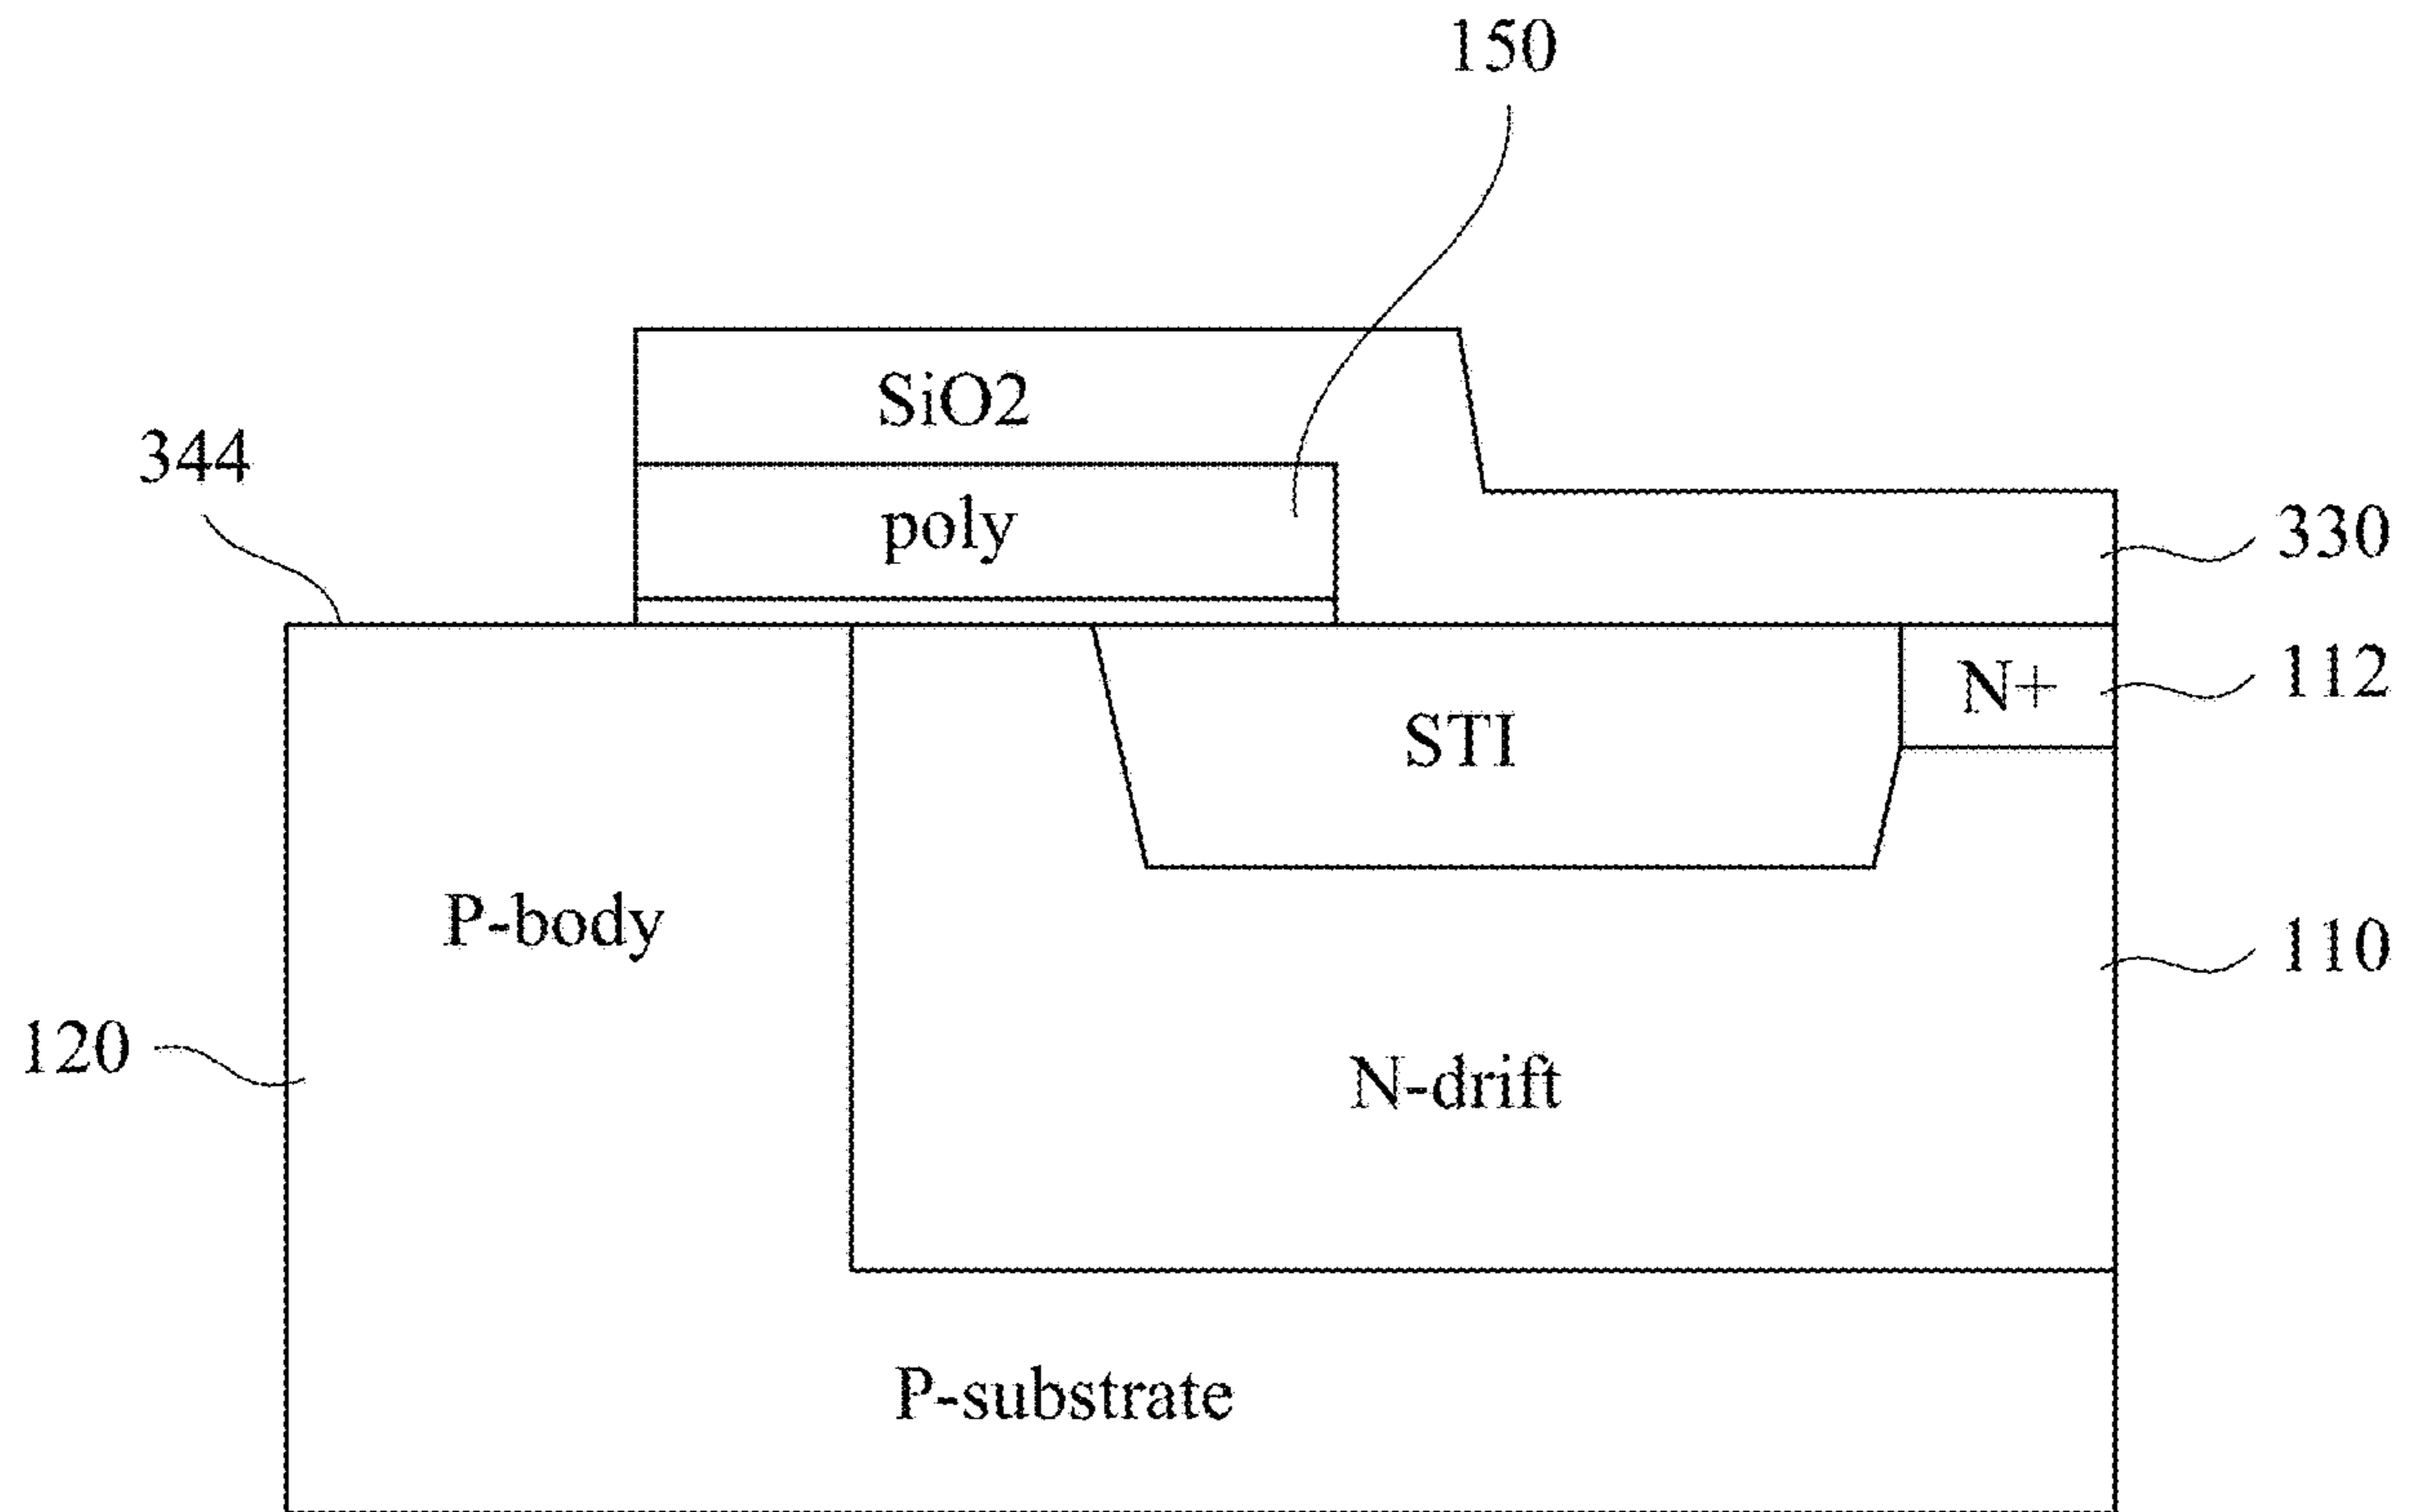 150
SiO2
344
poly
330
N+
112
STI
P-body
110
120
N-drift
P-substrate